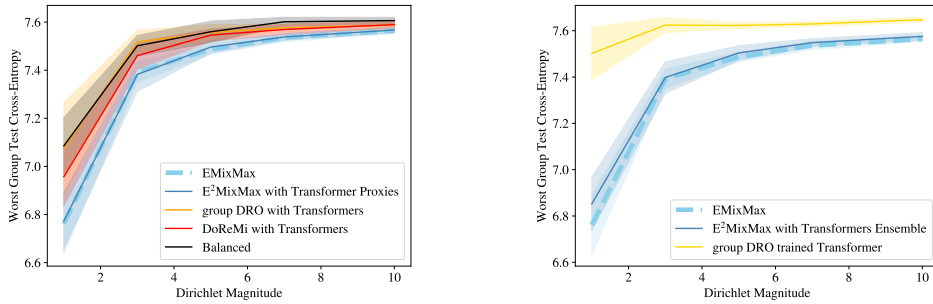 Worst Group Test Cross-Entropy
7.6
7.4
7.2
7.0
6.8
6.6
2
4
6
8
10
Dirichlet Magnitude
EMixMax
E²MixMax with Transformer Proxies
group DRO with Transformers
DoReMi with Transformers
Balanced
Worst Group Test Cross-Entropy
7.6
7.4
7.2
7.0
6.8
6.6
2
4
6
8
10
Dirichlet Magnitude
EMixMax
E²MixMax with Transformers Ensemble
group DRO trained Transformer